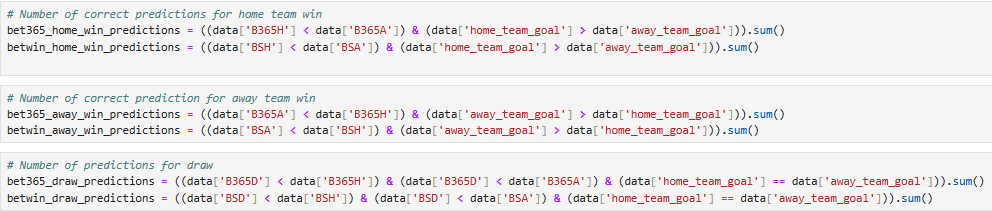 # Number of correct predictions for home team win
bet365_home_win_predictions = ((data['B365H'] < data['B365A']) & (data['home_team_goal'] > data['away_team_goal'])).sum()
betwin_home_win_predictions = ((data['BSH'] < data['BSA']) & (data['home_team_goal'] > data['away_team_goal'])).sum()
# Number of correct prediction for away team win
bet365_away_win_predictions = ((data['B365A'] < data['B365H']) & (data['away_team_goal'] > data['home_team_goal'])).sum()
betwin_away_win_predictions = ((data['BSA'] < data['BSH']) & (data['away_team_goal'] > data['home_team_goal'])).sum()
# Number of predictions for draw
bet365_draw_predictions = ((data['B365D'] < data['B365H']) & (data['B365D'] < data['B365A']) & (data['home_team_goal'] == data['away_team_goal'])).sum()
betwin_draw_predictions = ((data['BSD'] < data['BSH']) & (data['BSD'] < data['BSA']) & (data['home_team_goal'] == data['away_team_goal'])).sum()